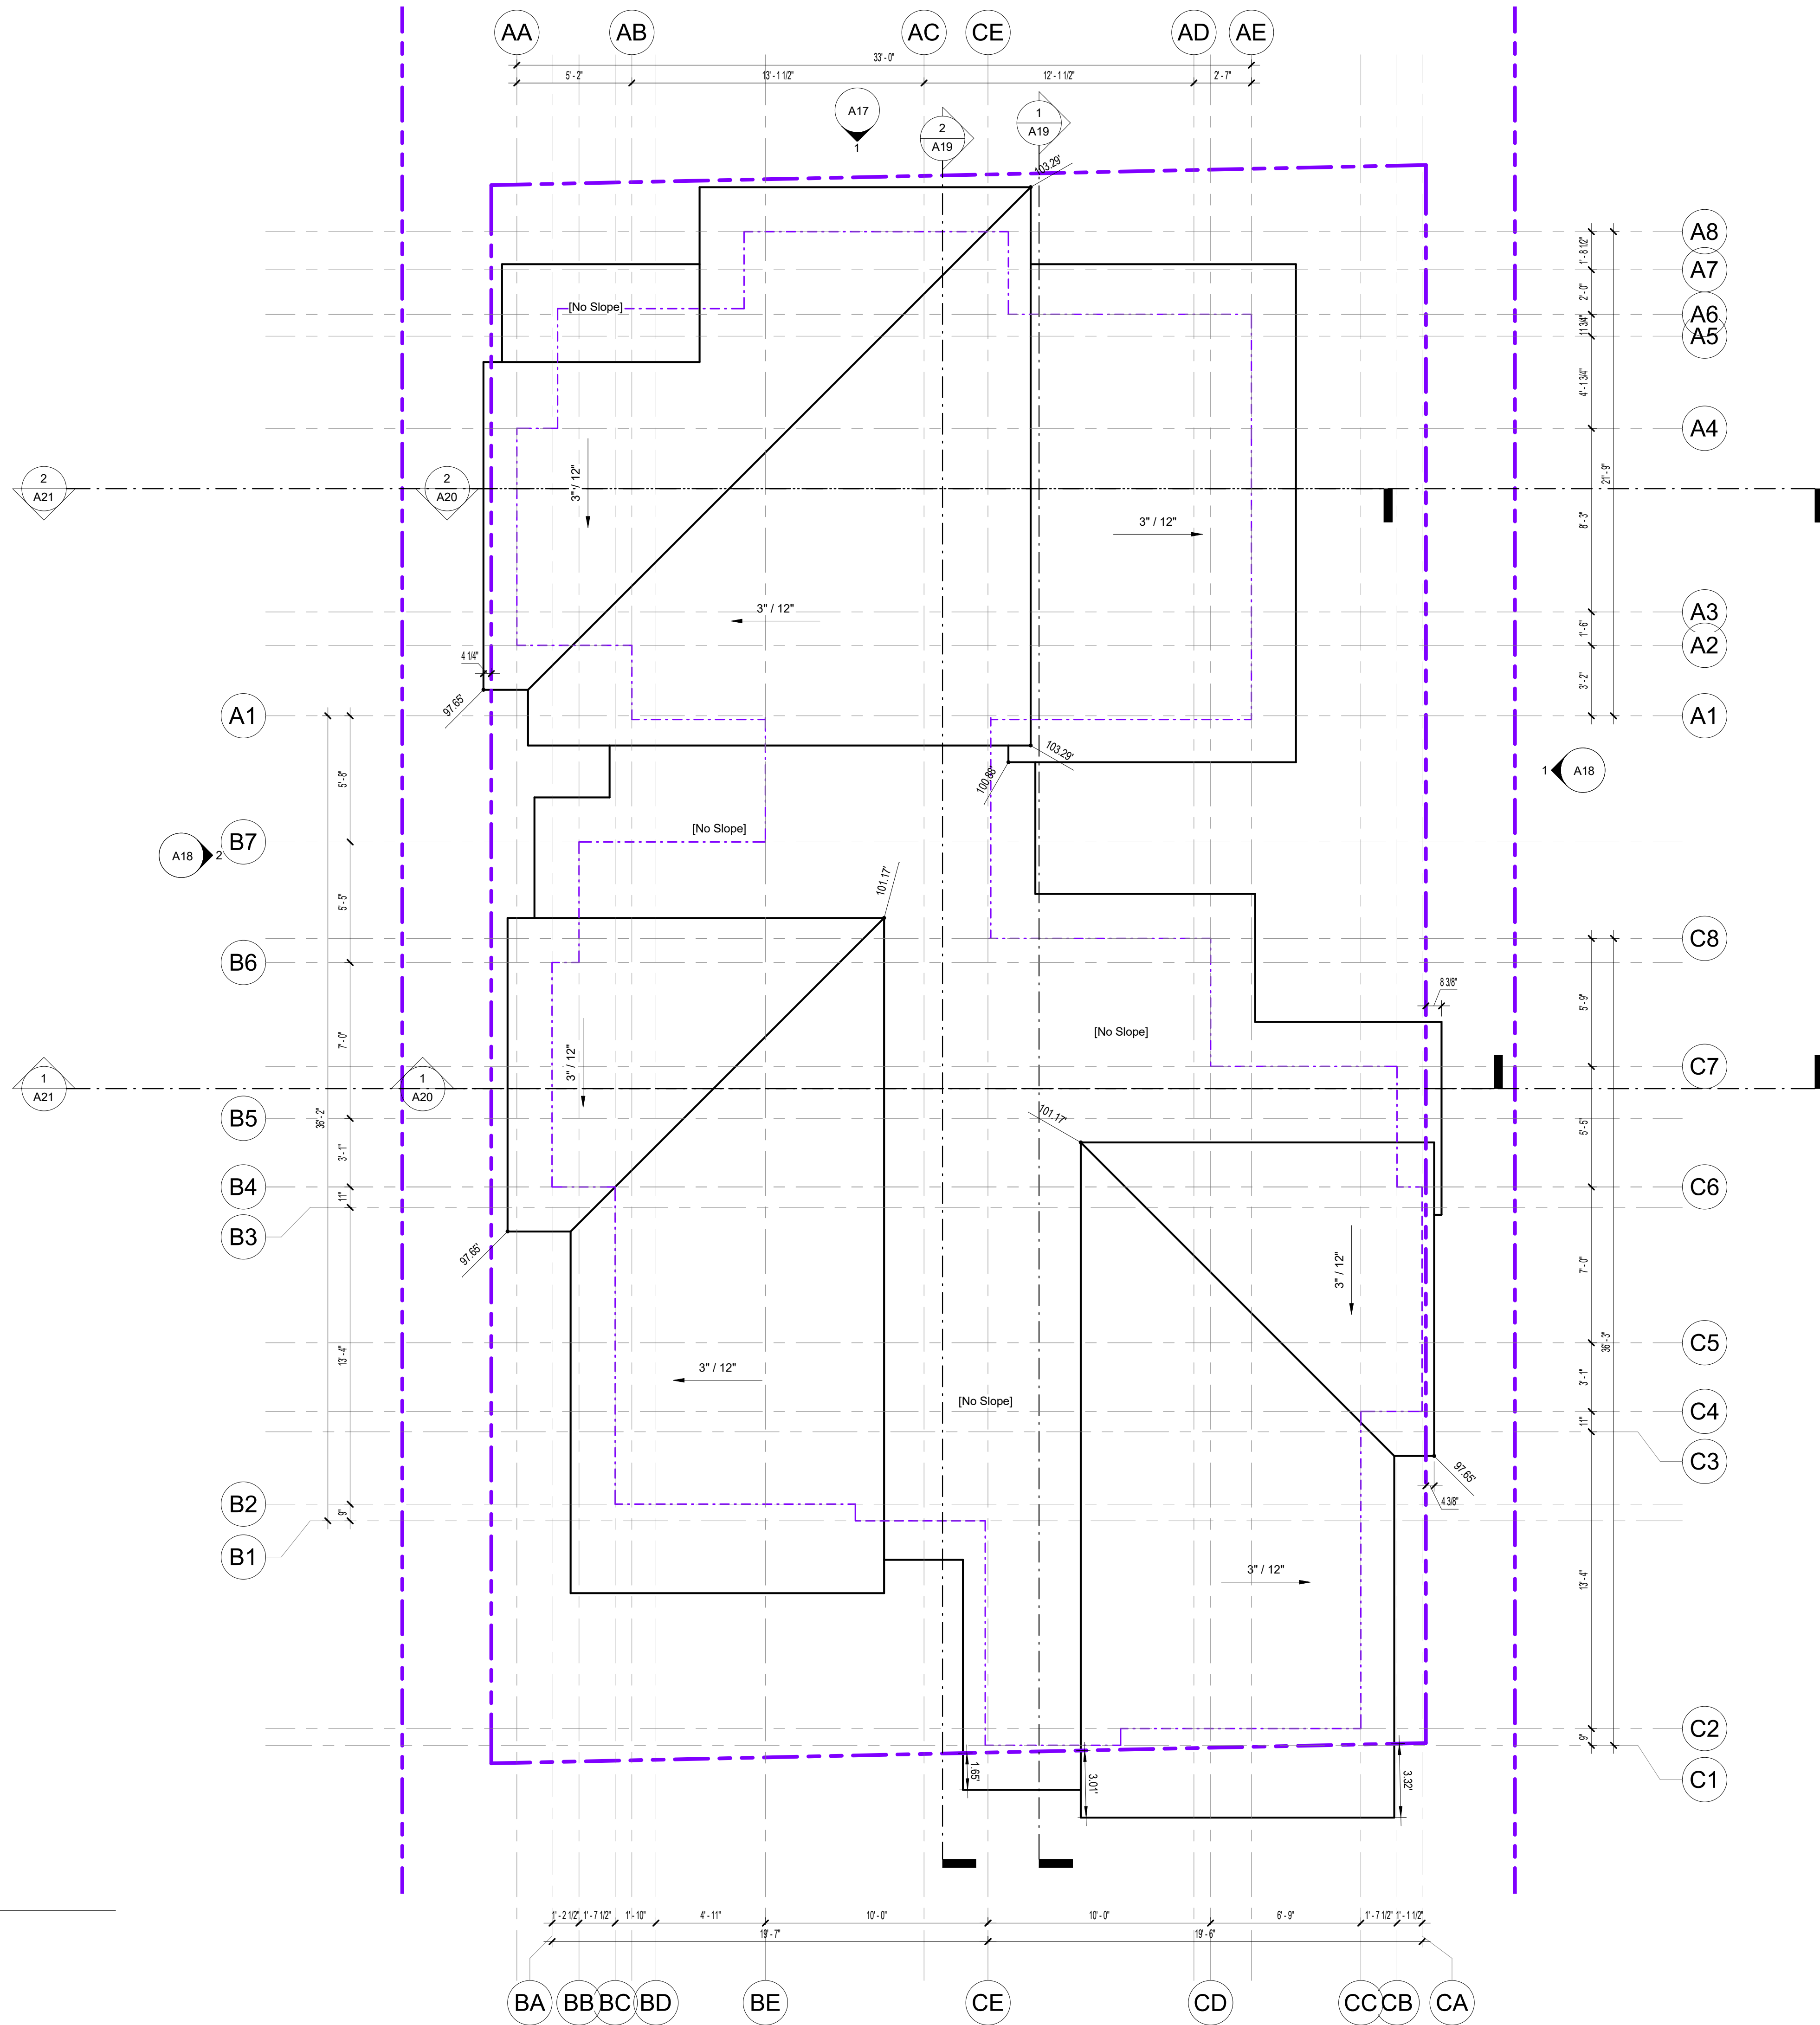 AA
AB
AC
CE
AD
AE
33' - 0"
5' - 2"
13' - 1 1/2"
12' - 1 1/2"
2' - 7"
A17
1
2
A19
1
A19
103.29'
A8
1' - 8 1/2"
A7
2' - 0"
A6
11 3/4"
A5
[No Slope]
4' - 1 3/4"
A4
21' - 9"
3" / 12"
2
A21
2
A20
8' - 3"
3" / 12"
3" / 12"
A3
1' - 6"
A2
4 1/4"
3' - 2"
97.65'
A1
A1
103.29'
100.88'
1
A18
5' - 8"
[No Slope]
B7
A18
2
101.17'
5' - 5"
C8
B6
8 3/8"
5' - 9"
[No Slope]
7' - 0"
3" / 12"
C7
1
A21
1
A20
101.17'
B5
36' - 2"
3' - 1"
5' - 5"
B4
11"
C6
B3
97.65'
3" / 12"
7' - 0"
C5
36' - 3"
13' - 4"
3" / 12"
3' - 1"
[No Slope]
C4
11"
C3
97.65'
4 3/8"
B2
9"
B1
3" / 12"
13' - 4"
C2
9"
C1
1.65'
3.01'
3.32'
1' - 2 1/2"
1' - 7 1/2"
1' - 10"
4' - 11"
10' - 0"
10' - 0"
6' - 9"
1' - 7 1/2"
1' - 1 1/2"
19' - 7"
19' - 6"
BA
BB
BC
BD
BE
CE
CD
CC
CB
CA